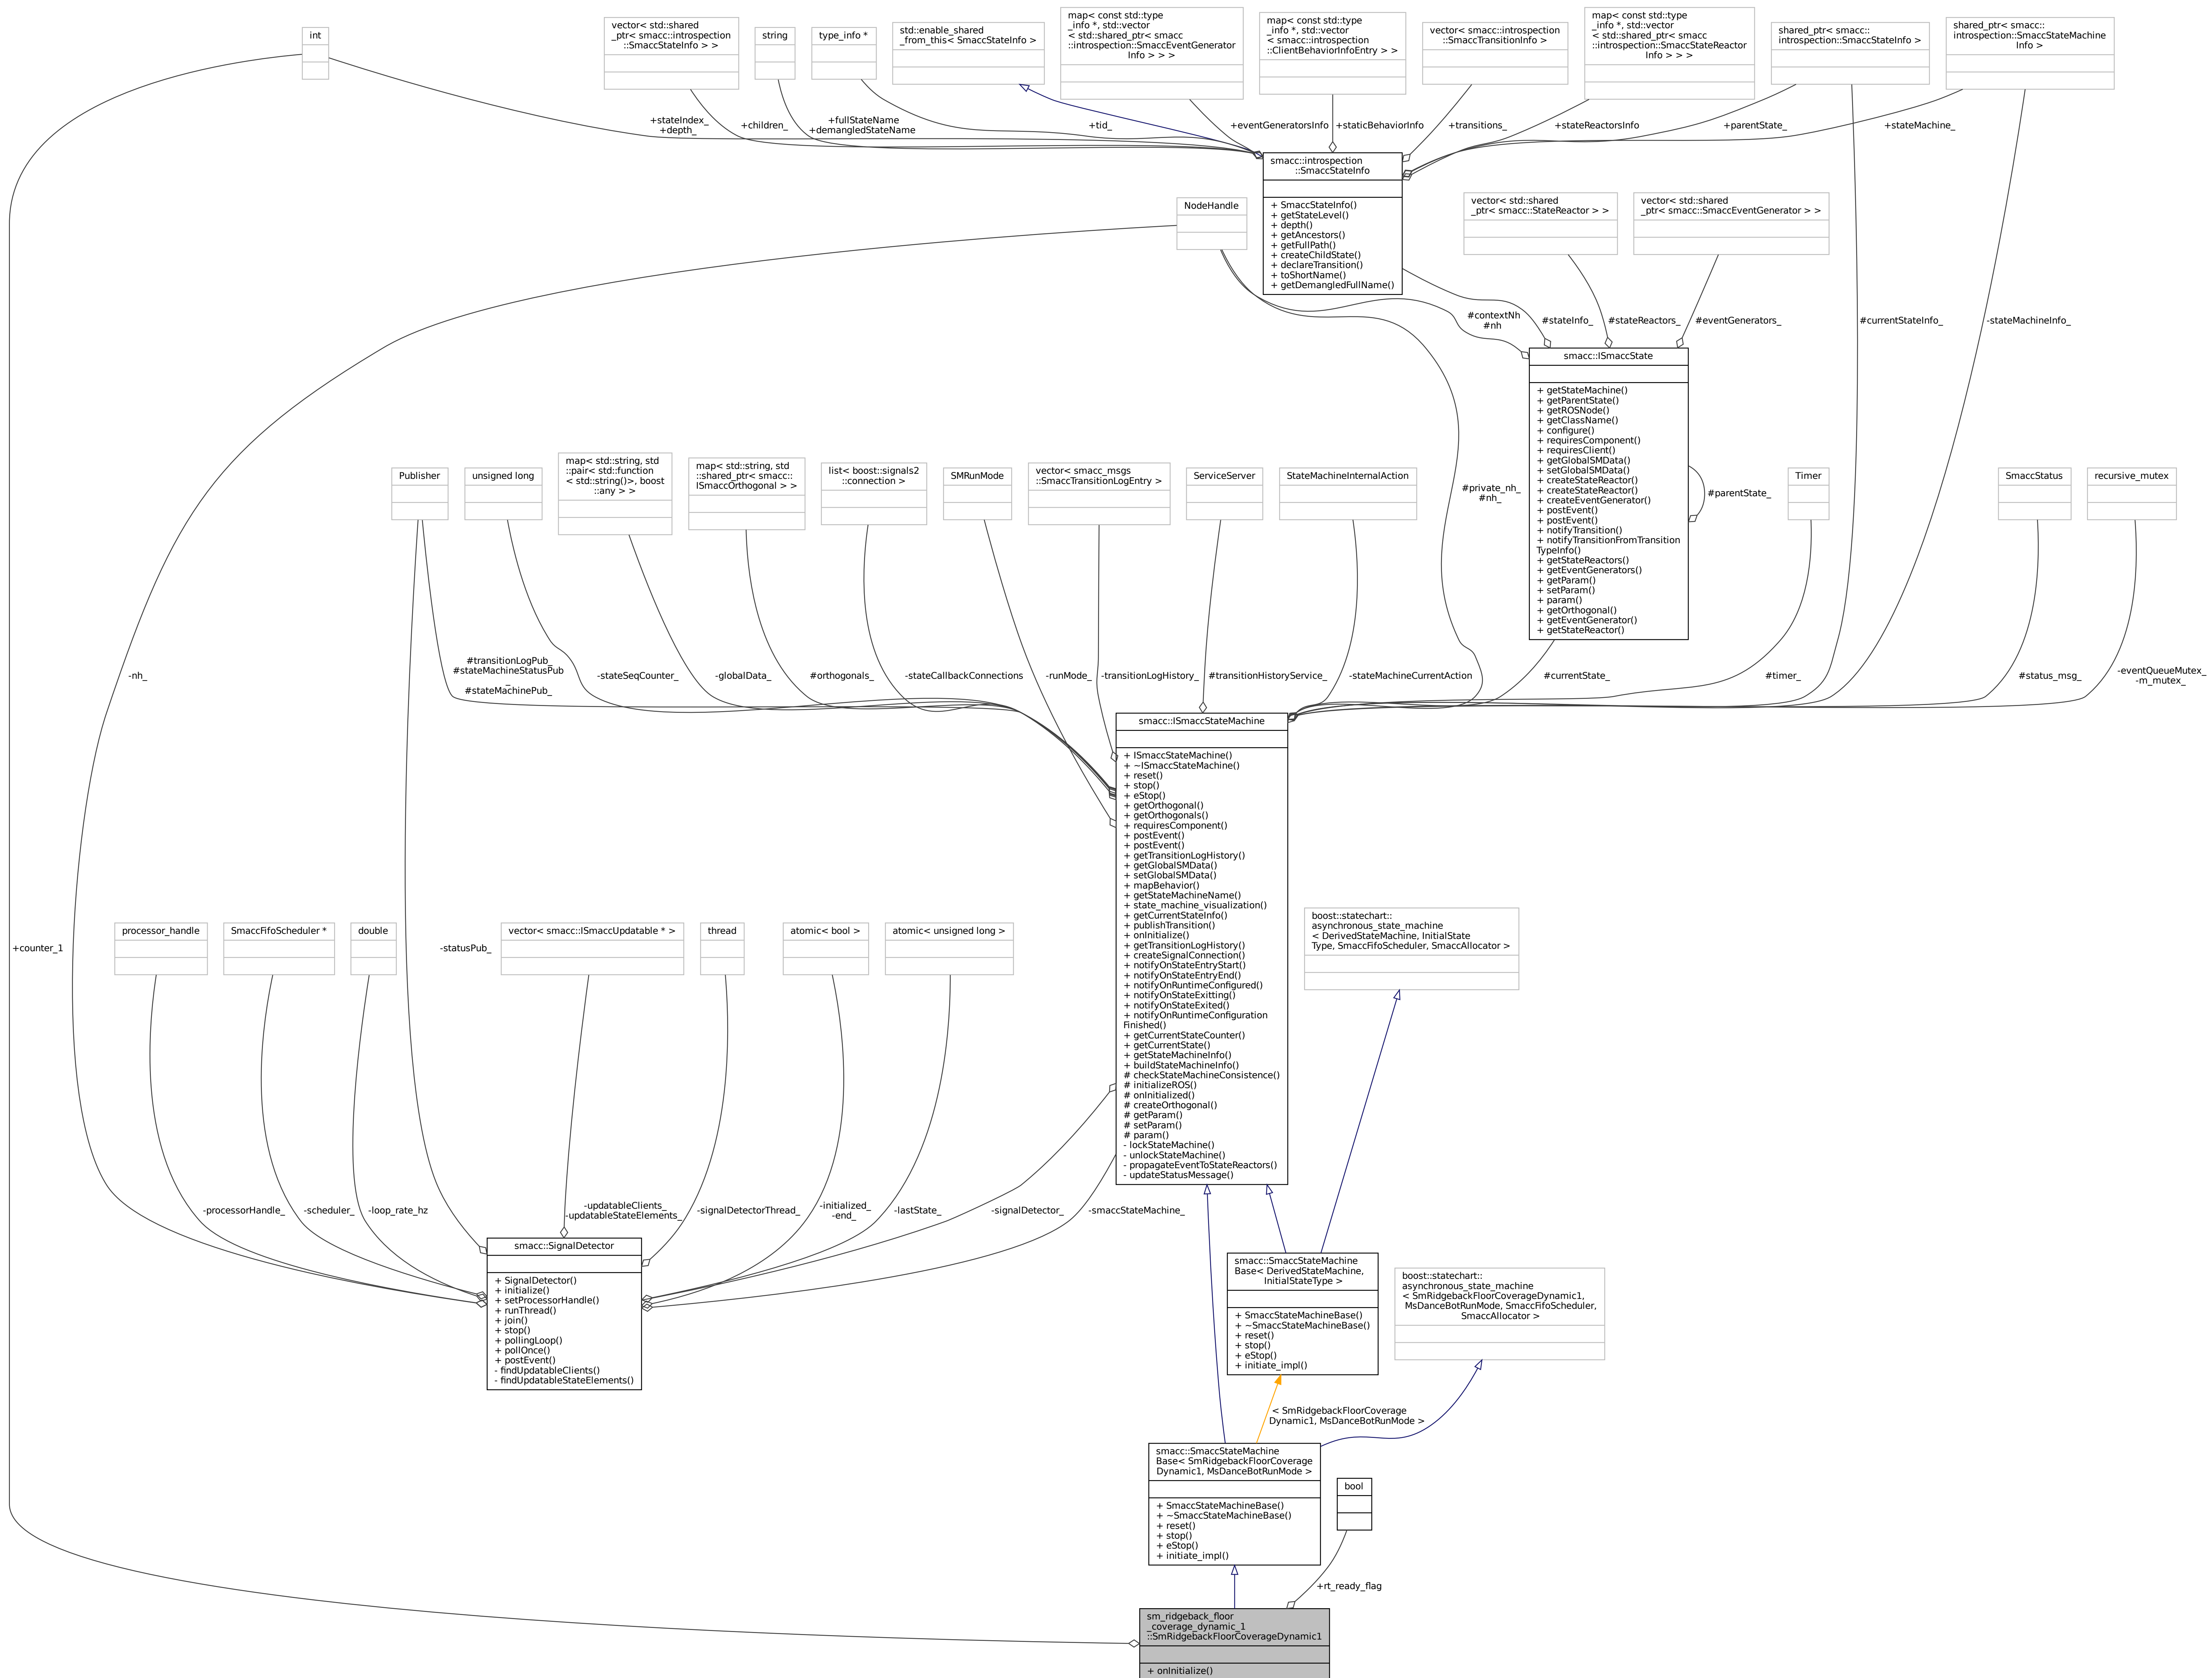 int
vector< std::shared
_ptr< smacc::introspection
::SmaccStateInfo > >
string
type_info *
std::enable_shared
_from_this< SmaccStateInfo >
map< const std::type
_info *, std::vector
< std::shared_ptr< smacc
::introspection::SmaccEventGenerator
Info > > >
map< const std::type
_info *, std::vector
< smacc::introspection
::ClientBehaviorInfoEntry > >
vector< smacc::introspection
::SmaccTransitionInfo >
map< const std::type
_info *, std::vector
< std::shared_ptr< smacc
::introspection::SmaccStateReactor
Info > > >
shared_ptr< smacc::
introspection::SmaccStateInfo >
shared_ptr< smacc::
introspection::SmaccStateMachine
Info >
+stateIndex_
+depth_
+children_
+fullStateName
+demangledStateName
+tid_
+eventGeneratorsInfo
+staticBehaviorInfo
+transitions_
+stateReactorsInfo
+parentState_
+stateMachine_
smacc::introspection
::SmaccStateInfo
+ SmaccStateInfo()
+ getStateLevel()
+ depth()
+ getAncestors()
+ getFullPath()
+ createChildState()
+ declareTransition()
+ toShortName()
+ getDemangledFullName()
NodeHandle
vector< std::shared
_ptr< smacc::StateReactor > >
vector< std::shared
_ptr< smacc::SmaccEventGenerator > >
#contextNh
#nh
#stateInfo_
#stateReactors_
#eventGenerators_
#currentStateInfo_
-stateMachineInfo_
smacc::ISmaccState
+ getStateMachine()
+ getParentState()
+ getROSNode()
+ getClassName()
+ configure()
+ requiresComponent()
+ requiresClient()
+ getGlobalSMData()
+ setGlobalSMData()
+ createStateReactor()
+ createStateReactor()
+ createEventGenerator()
+ postEvent()
+ postEvent()
+ notifyTransition()
+ notifyTransitionFromTransition
TypeInfo()
+ getStateReactors()
+ getEventGenerators()
+ getParam()
+ setParam()
+ param()
+ getOrthogonal()
+ getEventGenerator()
+ getStateReactor()
#parentState_
Publisher
unsigned long
map< std::string, std
::pair< std::function
< std::string()>, boost
::any > >
map< std::string, std
::shared_ptr< smacc::
ISmaccOrthogonal > >
list< boost::signals2
::connection >
SMRunMode
vector< smacc_msgs
::SmaccTransitionLogEntry >
ServiceServer
StateMachineInternalAction
#private_nh_
#nh_
Timer
SmaccStatus
recursive_mutex
-nh_
#transitionLogPub_
#stateMachineStatusPub
_
#stateMachinePub_
-stateSeqCounter_
-globalData_
#orthogonals_
-stateCallbackConnections
-runMode_
-transitionLogHistory_
#transitionHistoryService_
-stateMachineCurrentAction
#currentState_
#timer_
#status_msg_
-eventQueueMutex_
-m_mutex_
smacc::ISmaccStateMachine
+ ISmaccStateMachine()
+ ~ISmaccStateMachine()
+ reset()
+ stop()
+ eStop()
+ getOrthogonal()
+ getOrthogonals()
+ requiresComponent()
+ postEvent()
+ postEvent()
+ getTransitionLogHistory()
+ getGlobalSMData()
+ setGlobalSMData()
+ mapBehavior()
+ getStateMachineName()
+ state_machine_visualization()
+ getCurrentStateInfo()
+ publishTransition()
+ onInitialize()
+ getTransitionLogHistory()
+ createSignalConnection()
+ notifyOnStateEntryStart()
+ notifyOnStateEntryEnd()
+ notifyOnRuntimeConfigured()
+ notifyOnStateExitting()
+ notifyOnStateExited()
+ notifyOnRuntimeConfiguration
Finished()
+ getCurrentStateCounter()
+ getCurrentState()
+ getStateMachineInfo()
+ buildStateMachineInfo()
# checkStateMachineConsistence()
# initializeROS()
# onInitialized()
# createOrthogonal()
# getParam()
# setParam()
# param()
- lockStateMachine()
- unlockStateMachine()
- propagateEventToStateReactors()
- updateStatusMessage()
processor_handle
SmaccFifoScheduler *
double
-statusPub_
vector< smacc::ISmaccUpdatable * >
thread
atomic< bool >
atomic< unsigned long >
boost::statechart::
asynchronous_state_machine
< DerivedStateMachine, InitialState
Type, SmaccFifoScheduler, SmaccAllocator >
+counter_1
-processorHandle_
-scheduler_
-loop_rate_hz
-updatableClients_
-updatableStateElements_
-signalDetectorThread_
-initialized_
-end_
-lastState_
-signalDetector_
-smaccStateMachine_
smacc::SignalDetector
+ SignalDetector()
+ initialize()
+ setProcessorHandle()
+ runThread()
+ join()
+ stop()
+ pollingLoop()
+ pollOnce()
+ postEvent()
- findUpdatableClients()
- findUpdatableStateElements()
smacc::SmaccStateMachine
Base< DerivedStateMachine,
InitialStateType >
+ SmaccStateMachineBase()
+ ~SmaccStateMachineBase()
+ reset()
+ stop()
+ eStop()
+ initiate_impl()
boost::statechart::
asynchronous_state_machine
< SmRidgebackFloorCoverageDynamic1,
MsDanceBotRunMode, SmaccFifoScheduler,
SmaccAllocator >
< SmRidgebackFloorCoverage
Dynamic1, MsDanceBotRunMode >
smacc::SmaccStateMachine
Base< SmRidgebackFloorCoverage
Dynamic1, MsDanceBotRunMode >
+ SmaccStateMachineBase()
+ ~SmaccStateMachineBase()
+ reset()
+ stop()
+ eStop()
+ initiate_impl()
bool
+rt_ready_flag
sm_ridgeback_floor
_coverage_dynamic_1
::SmRidgebackFloorCoverageDynamic1
+ onInitialize()